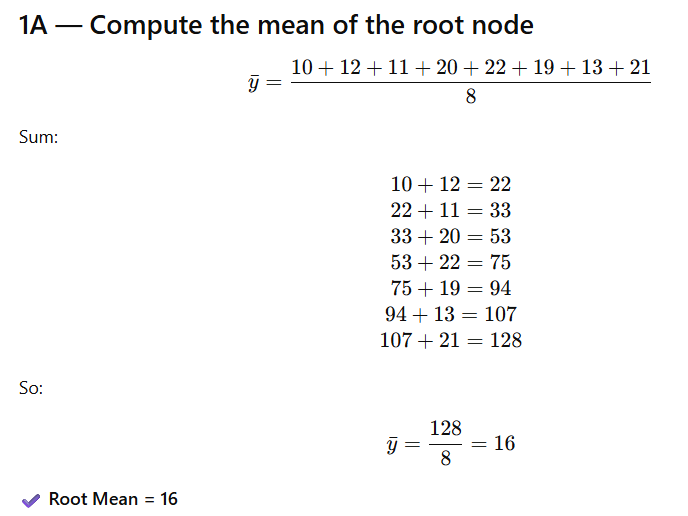 1A — Compute the mean of the root node
ȳ = (10 + 12 + 11 + 20 + 22 + 19 + 13 + 21) / 8
Sum:
10 + 12 = 22
22 + 11 = 33
33 + 20 = 53
53 + 22 = 75
75 + 19 = 94
94 + 13 = 107
107 + 21 = 128
So:
ȳ = 128 / 8 = 16
✔ Root Mean = 16